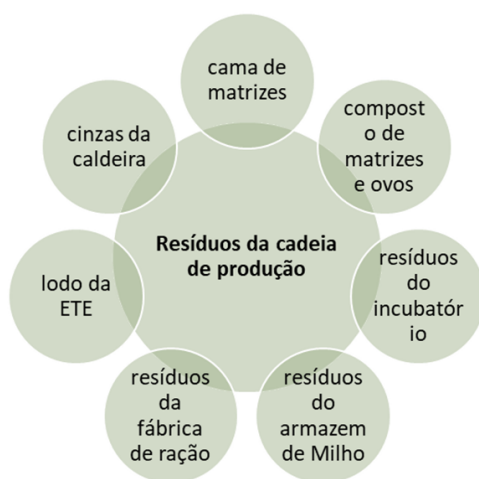 cama de
matrizes
compost
o de
matrizes
e ovos
resíduos
do
incubatór
io
resíduos
do
armazem
de Milho
resíduos
da
fábrica
de ração
lodo da
ETE
cinzas da
caldeira
Resíduos da cadeia
de produção